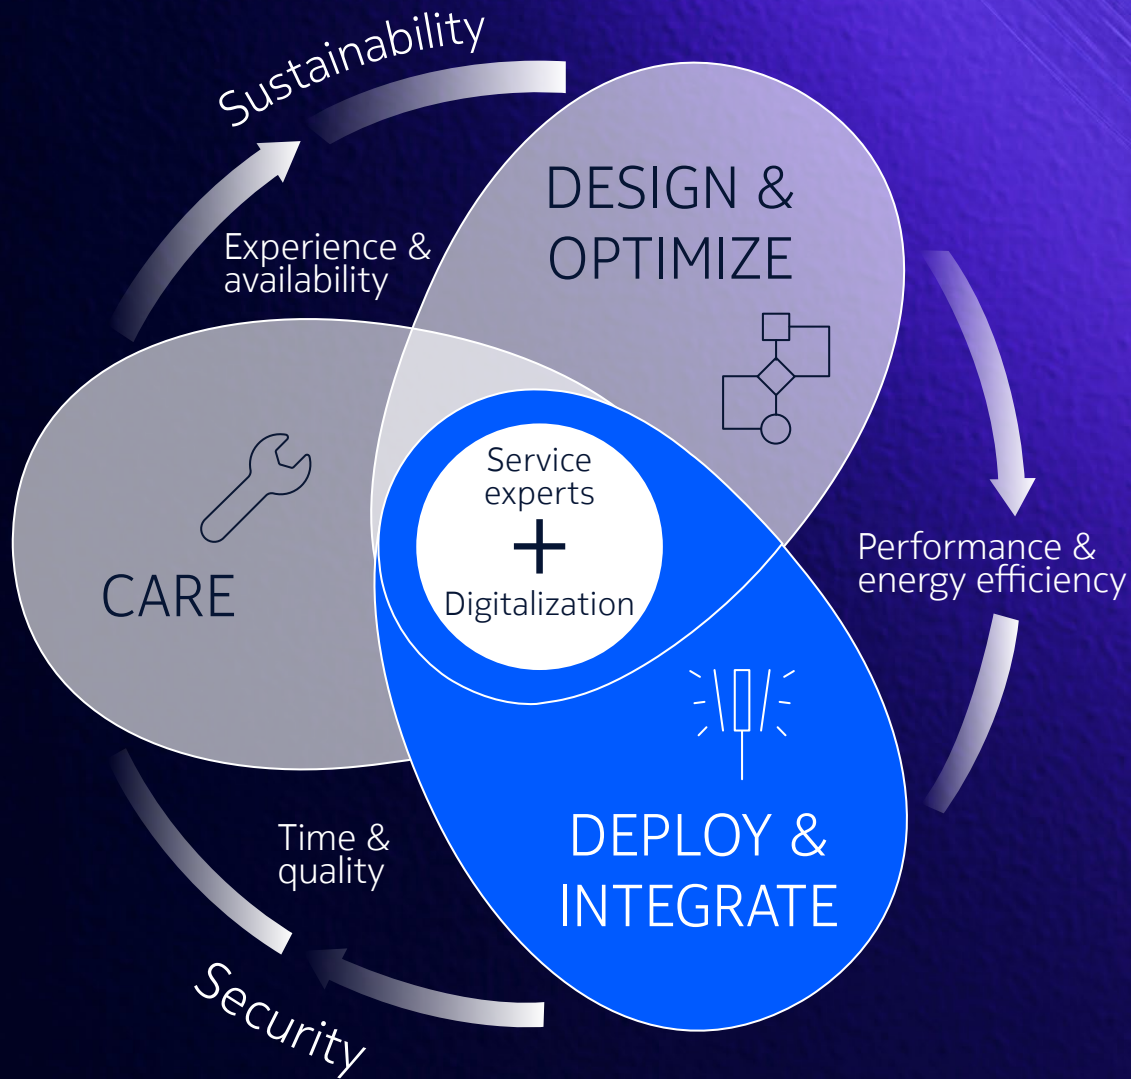 Sustainability
DESIGN &
OPTIMIZE
Experience &
availability
Service
experts
+
Digitalization
CARE
Performance &
energy efficiency
Time &
quality
DEPLOY &
INTEGRATE
Security